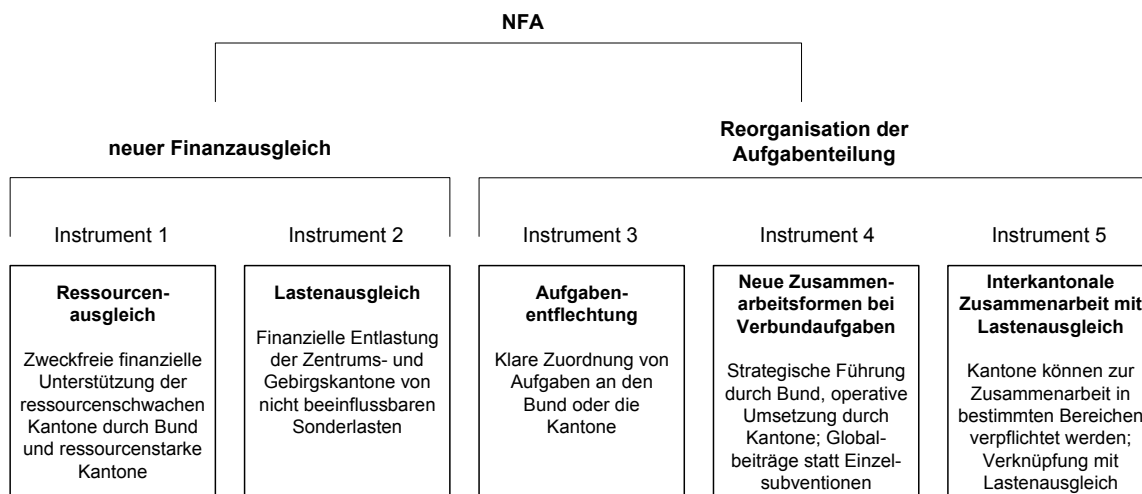 NFA
neuer Finanzausgleich
Reorganisation der
Aufgabenteilung
Instrument 1
Instrument 2
Instrument 3
Instrument 4
Instrument 5
Ressourcen-
ausgleich
Zweckfreie finanzielle
Unterstützung der
ressourcenschwachen
Kantone durch Bund
und ressourcenstarke
Kantone
Lastenausgleich
Finanzielle Entlastung
der Zentrums- und
Gebirgskantone von
nicht beeinflussbaren
Sonderlasten
Aufgaben-
entflechtung
Klare Zuordnung von
Aufgaben an den
Bund oder die
Kantone
Neue Zusammen-
arbeitsformen bei
Verbundaufgaben
Strategische Führung
durch Bund, operative
Umsetzung durch
Kantone; Global-
beiträge statt Einzel-
subventionen
Interkantonale
Zusammenarbeit mit
Lastenausgleich
Kantone können zur
Zusammenarbeit in
bestimmten Bereichen
verpflichtet werden;
Verknüpfung mit
Lastenausgleich